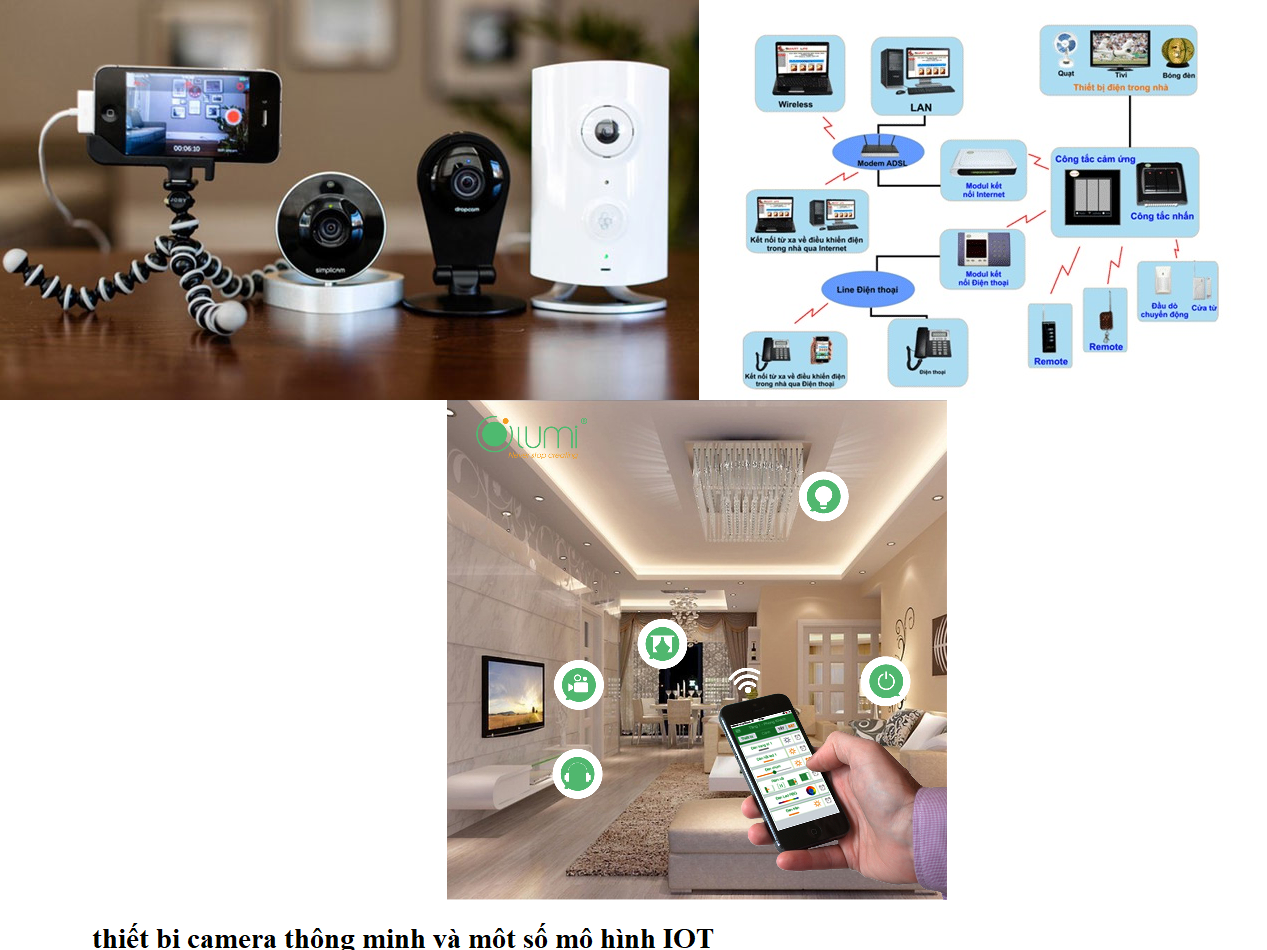 00:06:10
JOBY
simplicam
dropcam
Wireless
LAN
Modem ADSL
Modul kết
nối Internet
Quạt
Tivi
Bóng đèn
Thiết bị điện trong nhà
Công tắc cảm ứng
Công tắc nhấn
Kết nối từ xa về điều khiển điện
trong nhà qua Internet
Modul kết
nối Điện thoại
Line Điện thoại
Kết nối từ xa về điều khiển điện
trong nhà qua Điện thoại
Điện thoại
Remote
Remote
Đầu dò
chuyển động
Cửa từ
Lumi
thiết bị camera thông minh và một số mô hình IOT